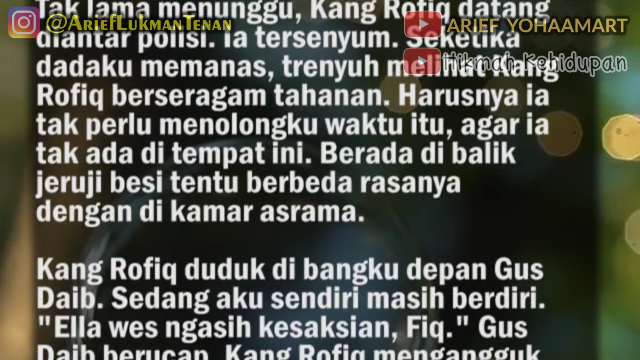 @AriefLukmanTenan
ARIEF YOHAAMART
Hikmah Kehidupan
Tak lama menunggu, Kang Rofiq datang
diantar polisi. Ia tersenyum. Seketika
dadaku memanas, trenyuh melihat Kang
Rofiq berseragam tahanan. Harusnya ia
tak perlu menolongku waktu itu, agar ia
tak ada di tempat ini. Berada di balik
jeruji besi tentu berbeda rasanya
dengan di kamar asrama.
Kang Rofiq duduk di bangku depan Gus
Daib. Sedang aku sendiri masih berdiri.
"Ella wes ngasih kesaksian, Fiq." Gus
Daib berucap. Kang Rofiq mengangguk